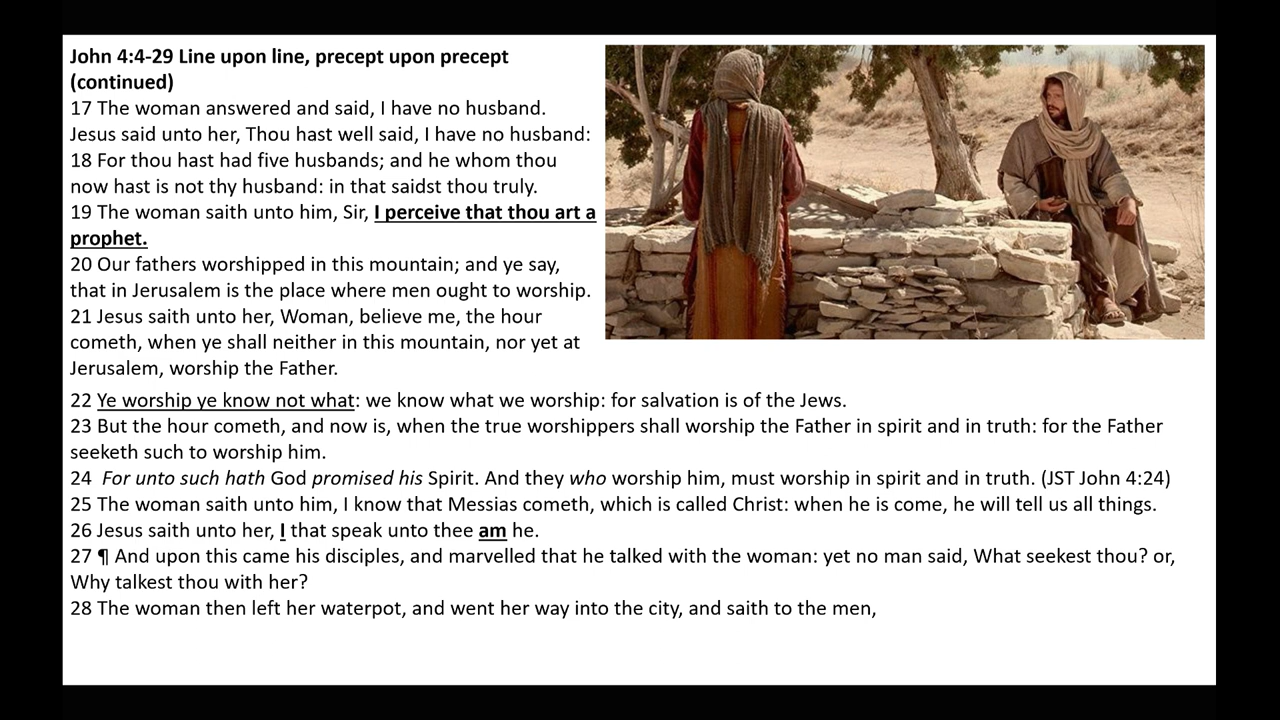 John 4:4-29 Line upon line, precept upon precept
(continued)
17 The woman answered and said, I have no husband.
Jesus said unto her, Thou hast well said, I have no husband:
18 For thou hast had five husbands; and he whom thou
now hast is not thy husband: in that saidst thou truly.
19 The woman saith unto him, Sir, I perceive that thou art a
prophet.
20 Our fathers worshipped in this mountain; and ye say,
that in Jerusalem is the place where men ought to worship.
21 Jesus saith unto her, Woman, believe me, the hour
cometh, when ye shall neither in this mountain, nor yet at
Jerusalem, worship the Father.
22 Ye worship ye know not what: we know what we worship: for salvation is of the Jews.
23 But the hour cometh, and now is, when the true worshippers shall worship the Father in spirit and in truth: for the Father
seeketh such to worship him.
24 For unto such hath God promised his Spirit. And they who worship him, must worship in spirit and in truth. (JST John 4:24)
25 The woman saith unto him, I know that Messias cometh, which is called Christ: when he is come, he will tell us all things.
26 Jesus saith unto her, I that speak unto thee am he.
27 ¶ And upon this came his disciples, and marvelled that he talked with the woman: yet no man said, What seekest thou? or,
Why talkest thou with her?
28 The woman then left her waterpot, and went her way into the city, and saith to the men,